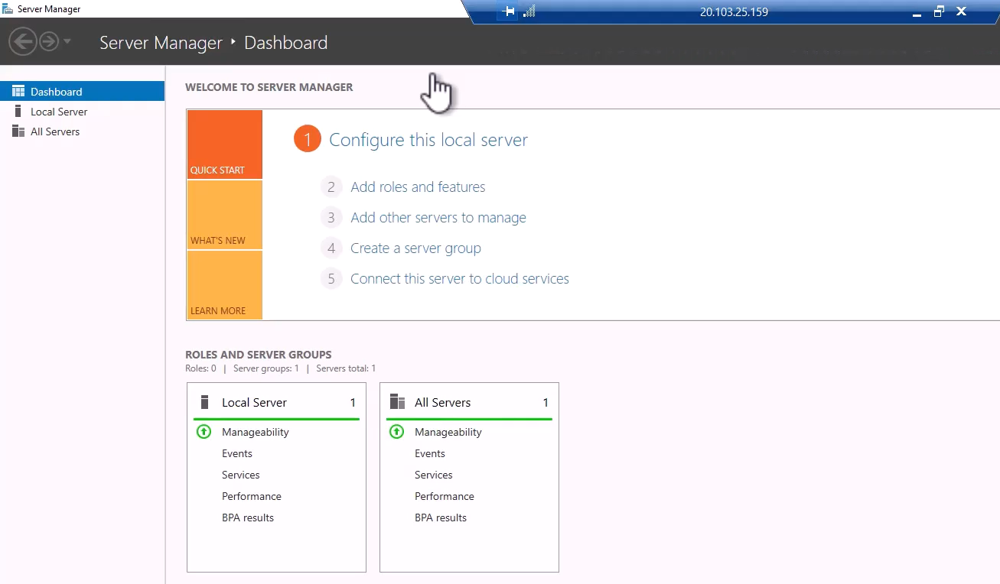 Server Manager
20.103.25.159
Server Manager ‣ Dashboard
Dashboard
Local Server
All Servers
WELCOME TO SERVER MANAGER
QUICK START
WHAT'S NEW
LEARN MORE
1 Configure this local server
2 Add roles and features
3 Add other servers to manage
4 Create a server group
5 Connect this server to cloud services
ROLES AND SERVER GROUPS
Roles: 0 | Server groups: 1 | Servers total: 1
Local Server 1
Manageability
Events
Services
Performance
BPA results
All Servers 1
Manageability
Events
Services
Performance
BPA results